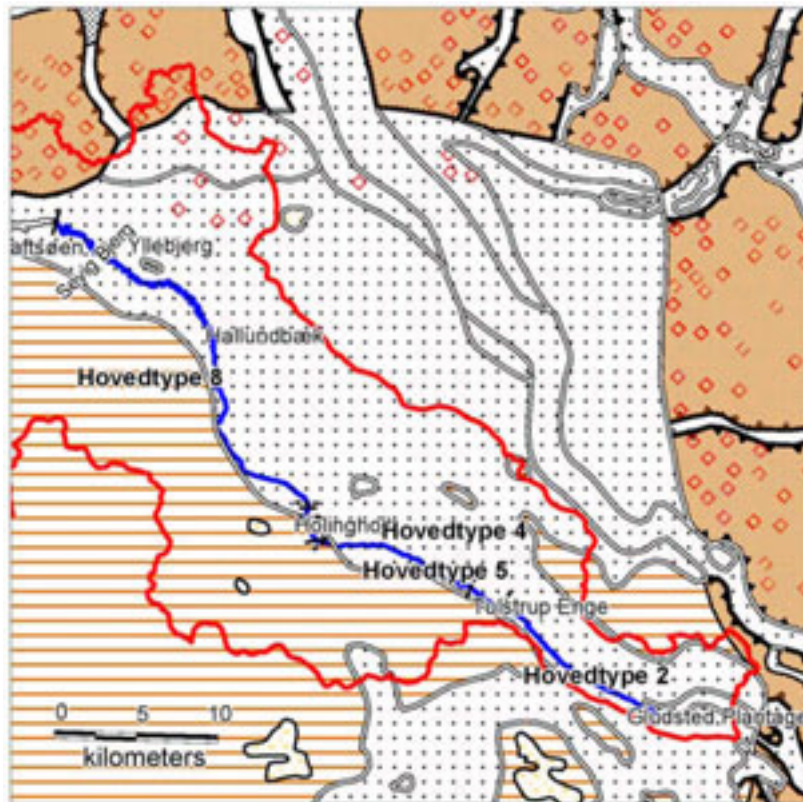 Yllebjerg
Hallundbæk
Hovedtype 8
Hovedtype 4
Hovedtype 5
Tulstrup Enge
Hovedtype 2
Gludsted Plantage
0 5 10
kilometers